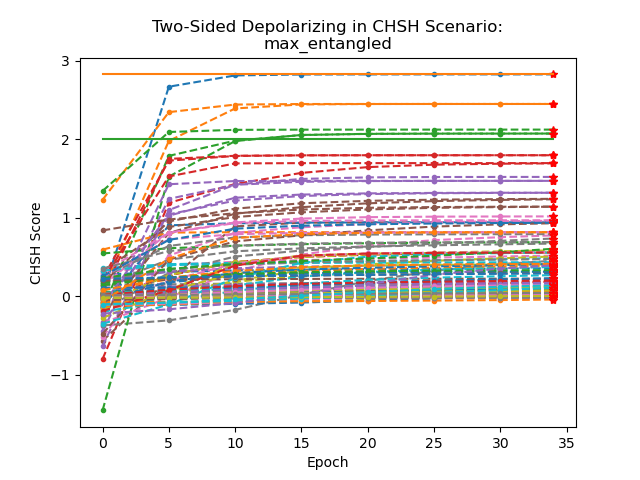 Two-Sided Depolarizing in CHSH Scenario:
max_entangled
CHSH Score
3
2
1
0
−1
0 5 10 15 20 25 30 35
Epoch